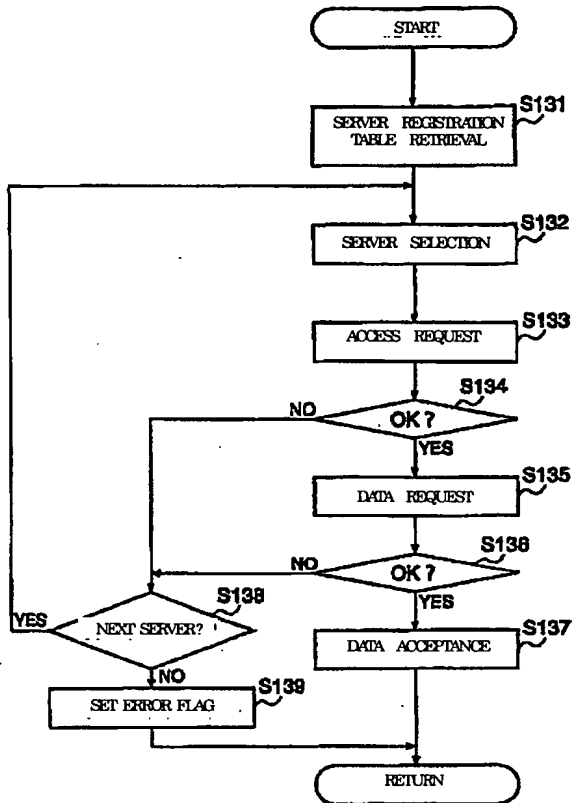 START
S131
SERVER REGISTRATION
TABLE RETRIEVAL
S132
SERVER SELECTION
S133
ACCESS REQUEST
S134
NO
OK ?
YES
S135
DATA REQUEST
S136
NO
OK ?
YES
S138
YES
NEXT SERVER?
NO
S137
DATA ACCEPTANCE
S139
SET ERROR FLAG
RETURN